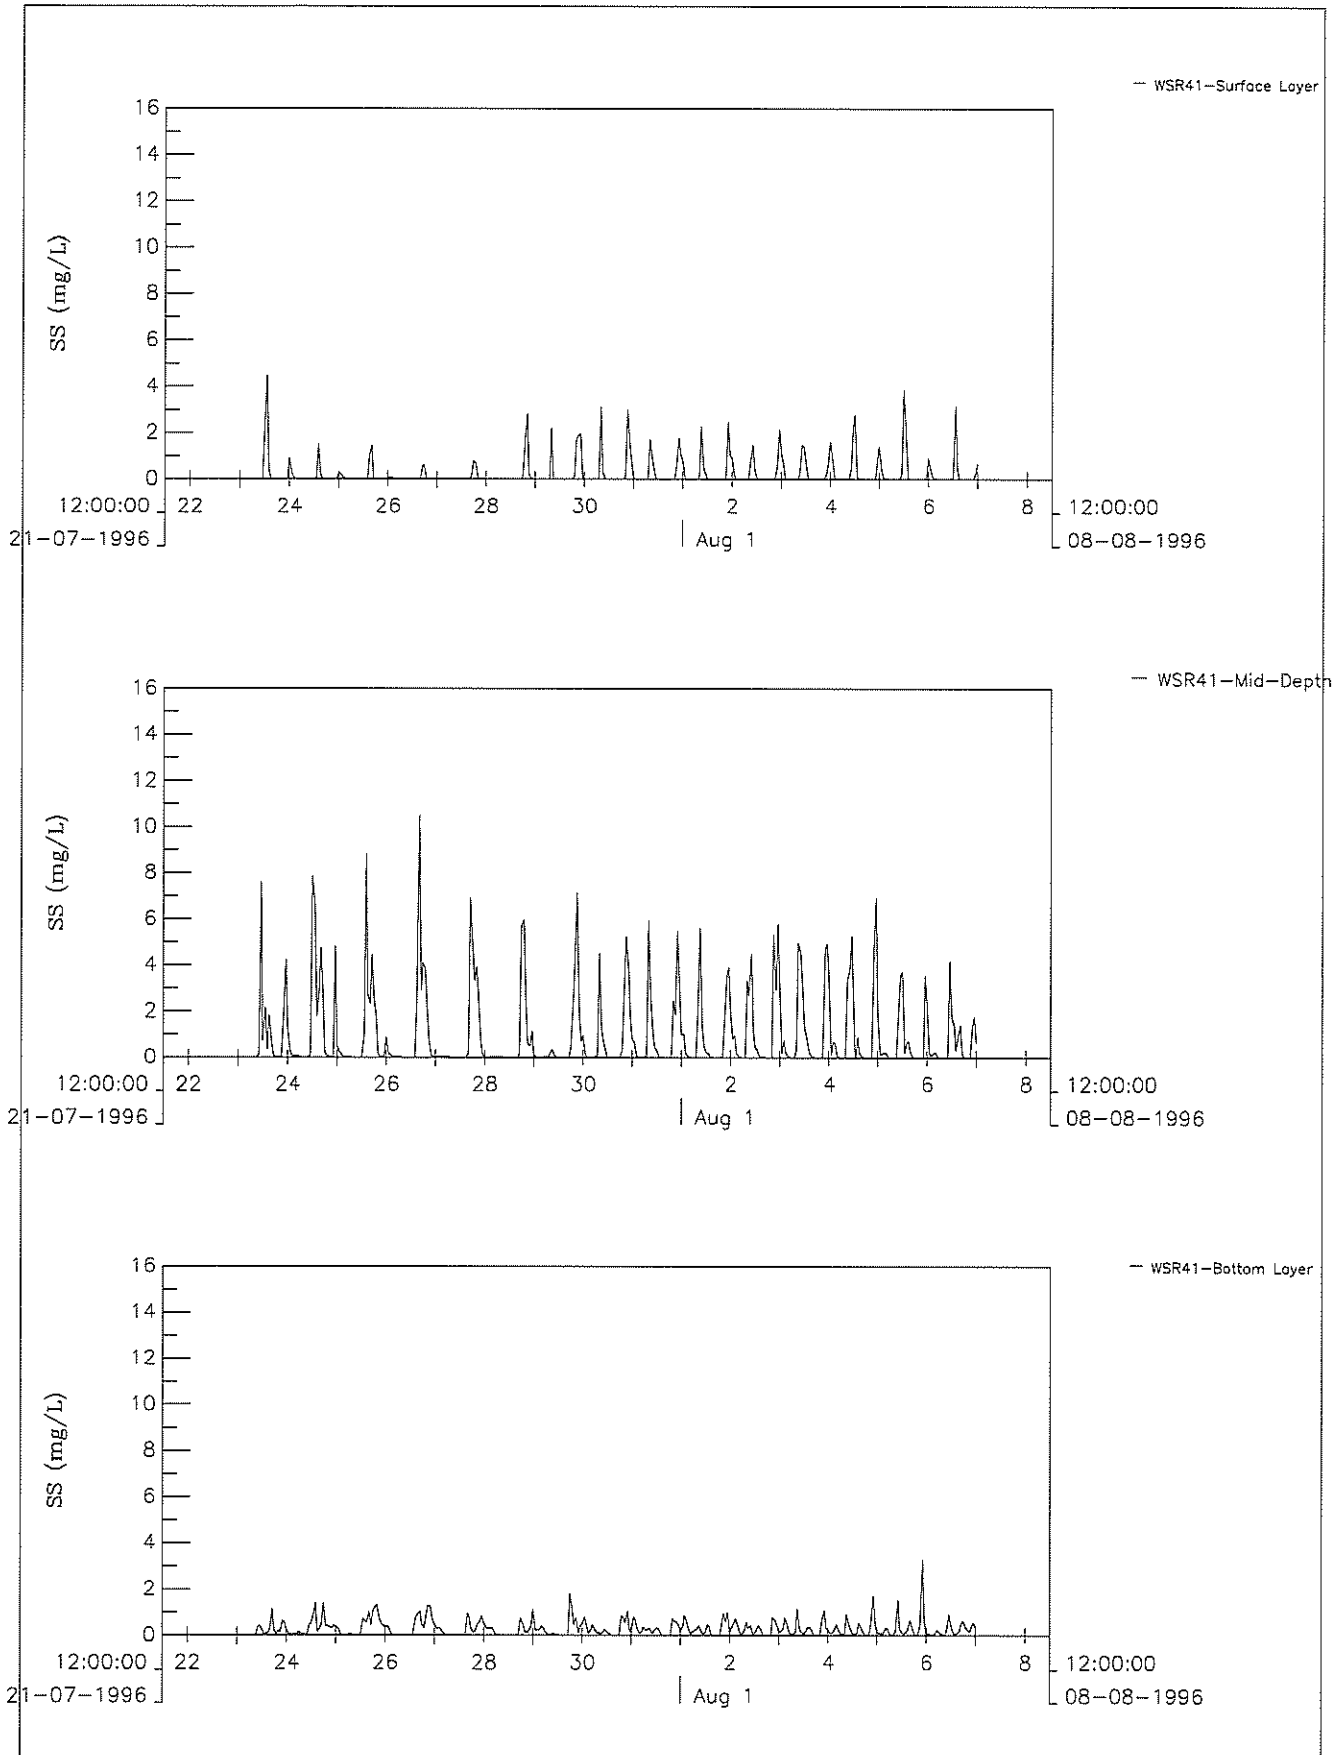 — WSR41-Surface Layer
16
14
12
10
8
6
4
2
0
SS (mg/L)
12:00:00 22 24 26 28 30 2 4 6 8 12:00:00
21-07-1996 Aug 1 08-08-1996
— WSR41-Mid-Depth
16
14
12
10
8
6
4
2
0
SS (mg/L)
12:00:00 22 24 26 28 30 2 4 6 8 12:00:00
21-07-1996 Aug 1 08-08-1996
— WSR41-Bottom Layer
16
14
12
10
8
6
4
2
0
SS (mg/L)
12:00:00 22 24 26 28 30 2 4 6 8 12:00:00
21-07-1996 Aug 1 08-08-1996